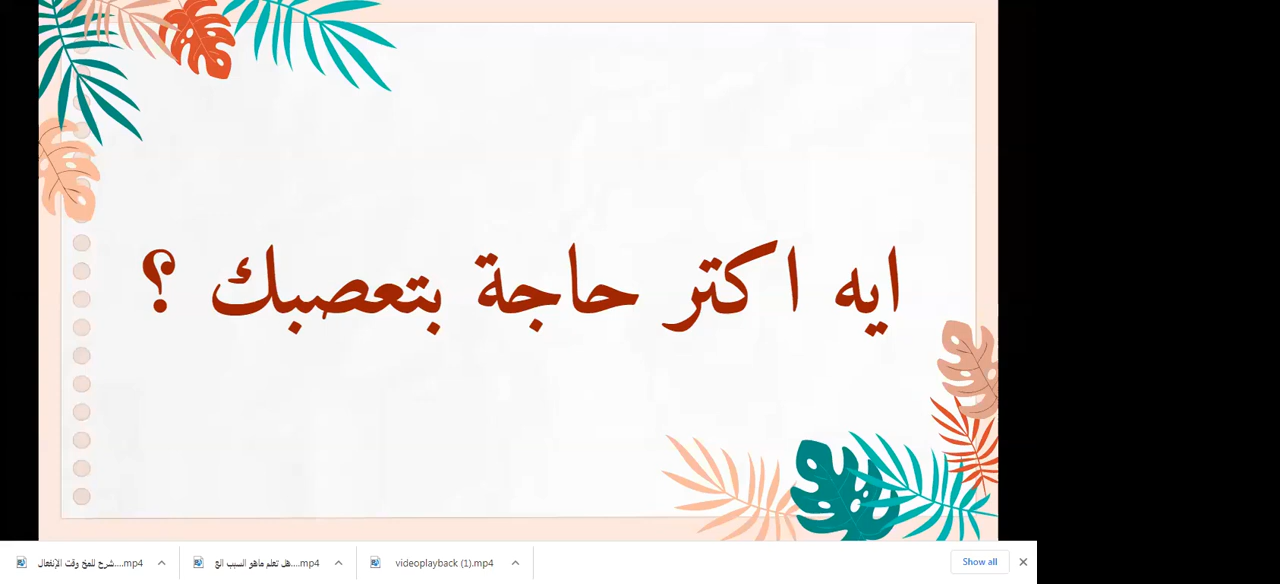 ايه اكتر حاجة بتعصبك ؟
شرح للمخ وقت الإنفعال....mp4
هل تعلم ماهو السبب الح....mp4
videoplayback (1).mp4
Show all